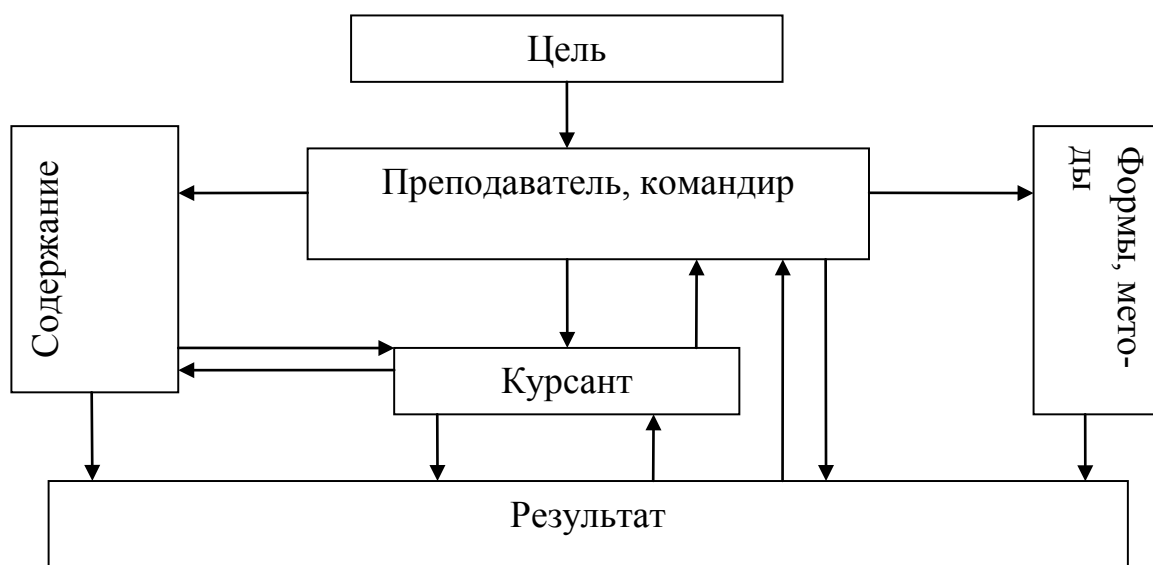 Цель
Преподаватель, командир
Содержание
Формы, мето-
ды
Курсант
Результат